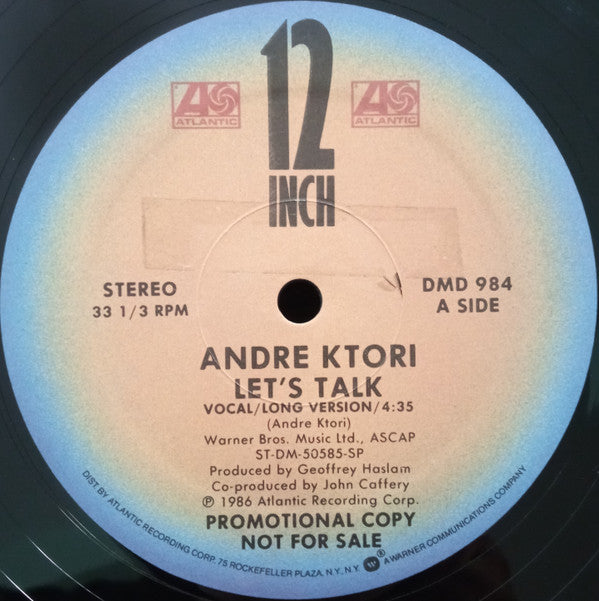 12
INCH
ATLANTIC
ATLANTIC
STEREO
33 1/3 RPM
DMD 984
A SIDE
ANDRE KTORI
LET'S TALK
VOCAL/LONG VERSION/4:35
(Andre Ktori)
Warner Bros. Music Ltd., ASCAP
ST-DM-50585-SP
Produced by Geoffrey Haslam
Co-produced by John Caffery
℗ 1986 Atlantic Recording Corp.
PROMOTIONAL COPY
NOT FOR SALE
DIST BY ATLANTIC RECORDING CORP. 75 ROCKEFELLER PLAZA, N.Y., N.Y. ® A WARNER COMMUNICATIONS COMPANY